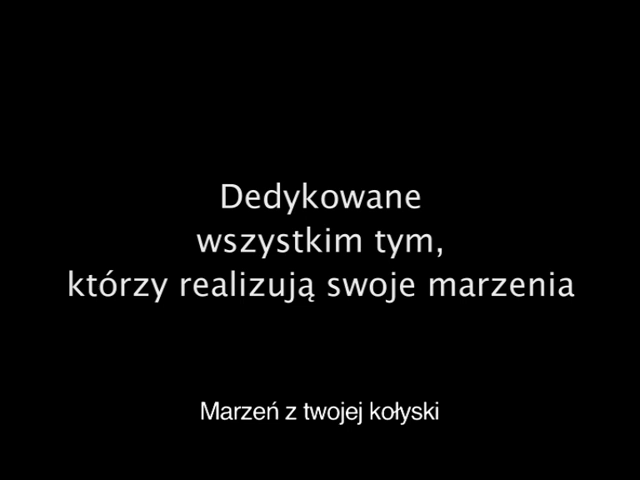 Dedykowane
wszystkim tym,
którzy realizują swoje marzenia
Marzeń z twojej kołyski